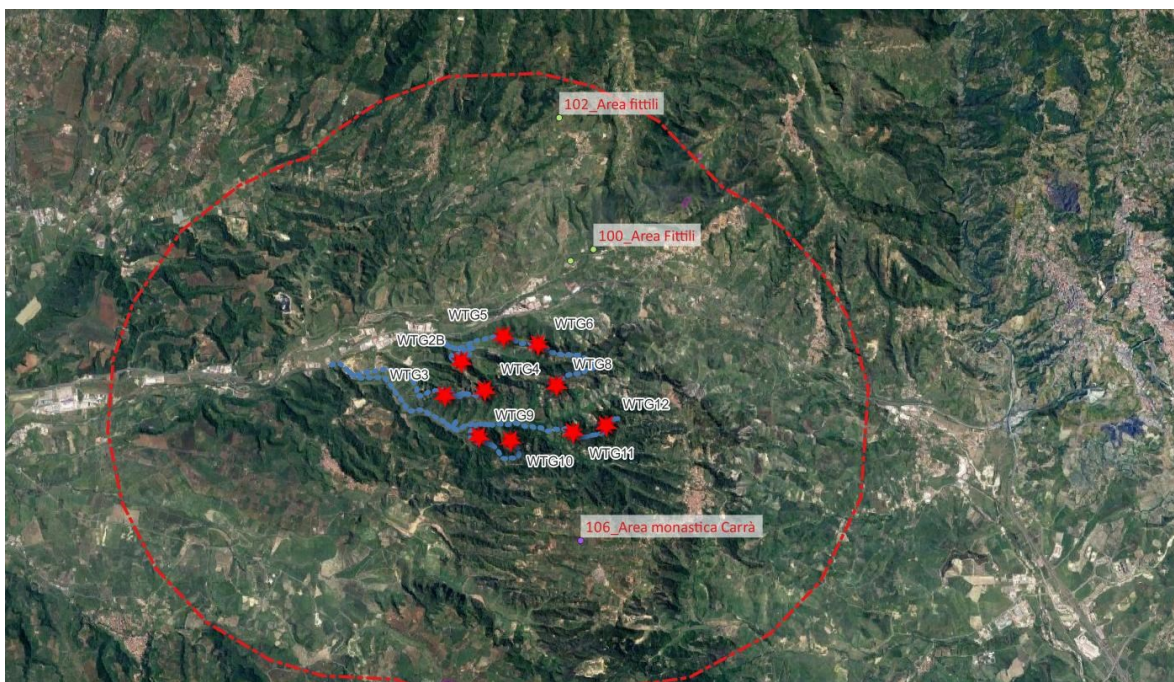 102_Area fittili
100_Area Fittili
WTG5
WTG6
WTG2B
WTG4
WTG8
WTG3
WTG12
WTG9
WTG11
WTG10
106_Area monastica Carrà